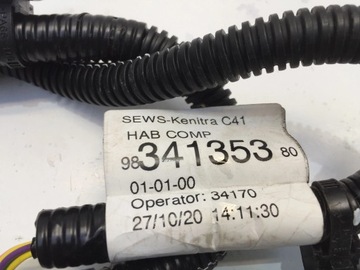 SEWS-Kenitra C41
HAB COMP
98 341353 80
01-01-00
Operator: 34170
27/10/20 14:11:30